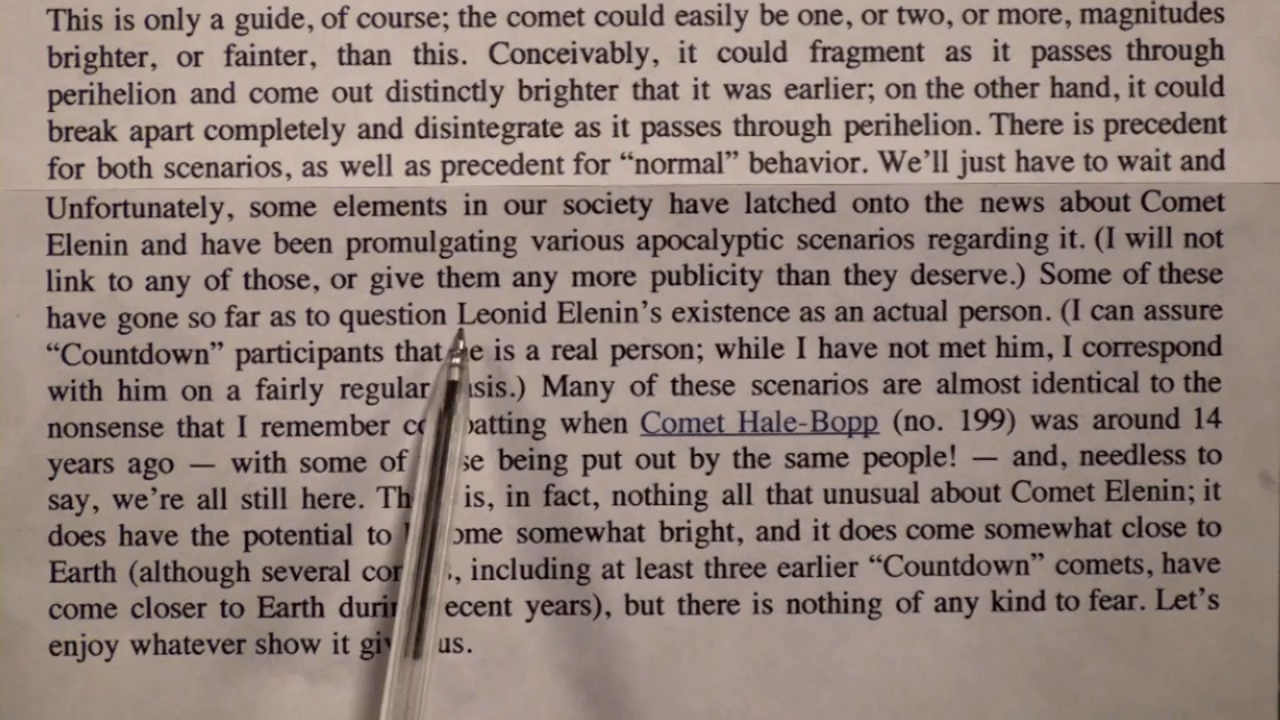 This is only a guide, of course; the comet could easily be one, or two, or more, magnitudes
brighter, or fainter, than this. Conceivably, it could fragment as it passes through
perihelion and come out distinctly brighter that it was earlier; on the other hand, it could
break apart completely and disintegrate as it passes through perihelion. There is precedent
for both scenarios, as well as precedent for “normal” behavior. We’ll just have to wait and
Unfortunately, some elements in our society have latched onto the news about Comet
Elenin and have been promulgating various apocalyptic scenarios regarding it. (I will not
link to any of those, or give them any more publicity than they deserve.) Some of these
have gone so far as to question Leonid Elenin’s existence as an actual person. (I can assure
“Countdown” participants that is a real person; while I have not met him, I correspond
with him on a fairly regular Many of these scenarios are almost identical to the
nonsense that I remember when Comet Hale-Bopp (no. 199) was around 14
years ago — with some of being put out by the same people! — and, needless to
say, we’re all still here. is, in fact, nothing all that unusual about Comet Elenin; it
does have the potential to somewhat bright, and it does come somewhat close to
Earth (although several including at least three earlier “Countdown” comets, have
come closer to Earth years), but there is nothing of any kind to fear. Let’s
enjoy whatever show it us.